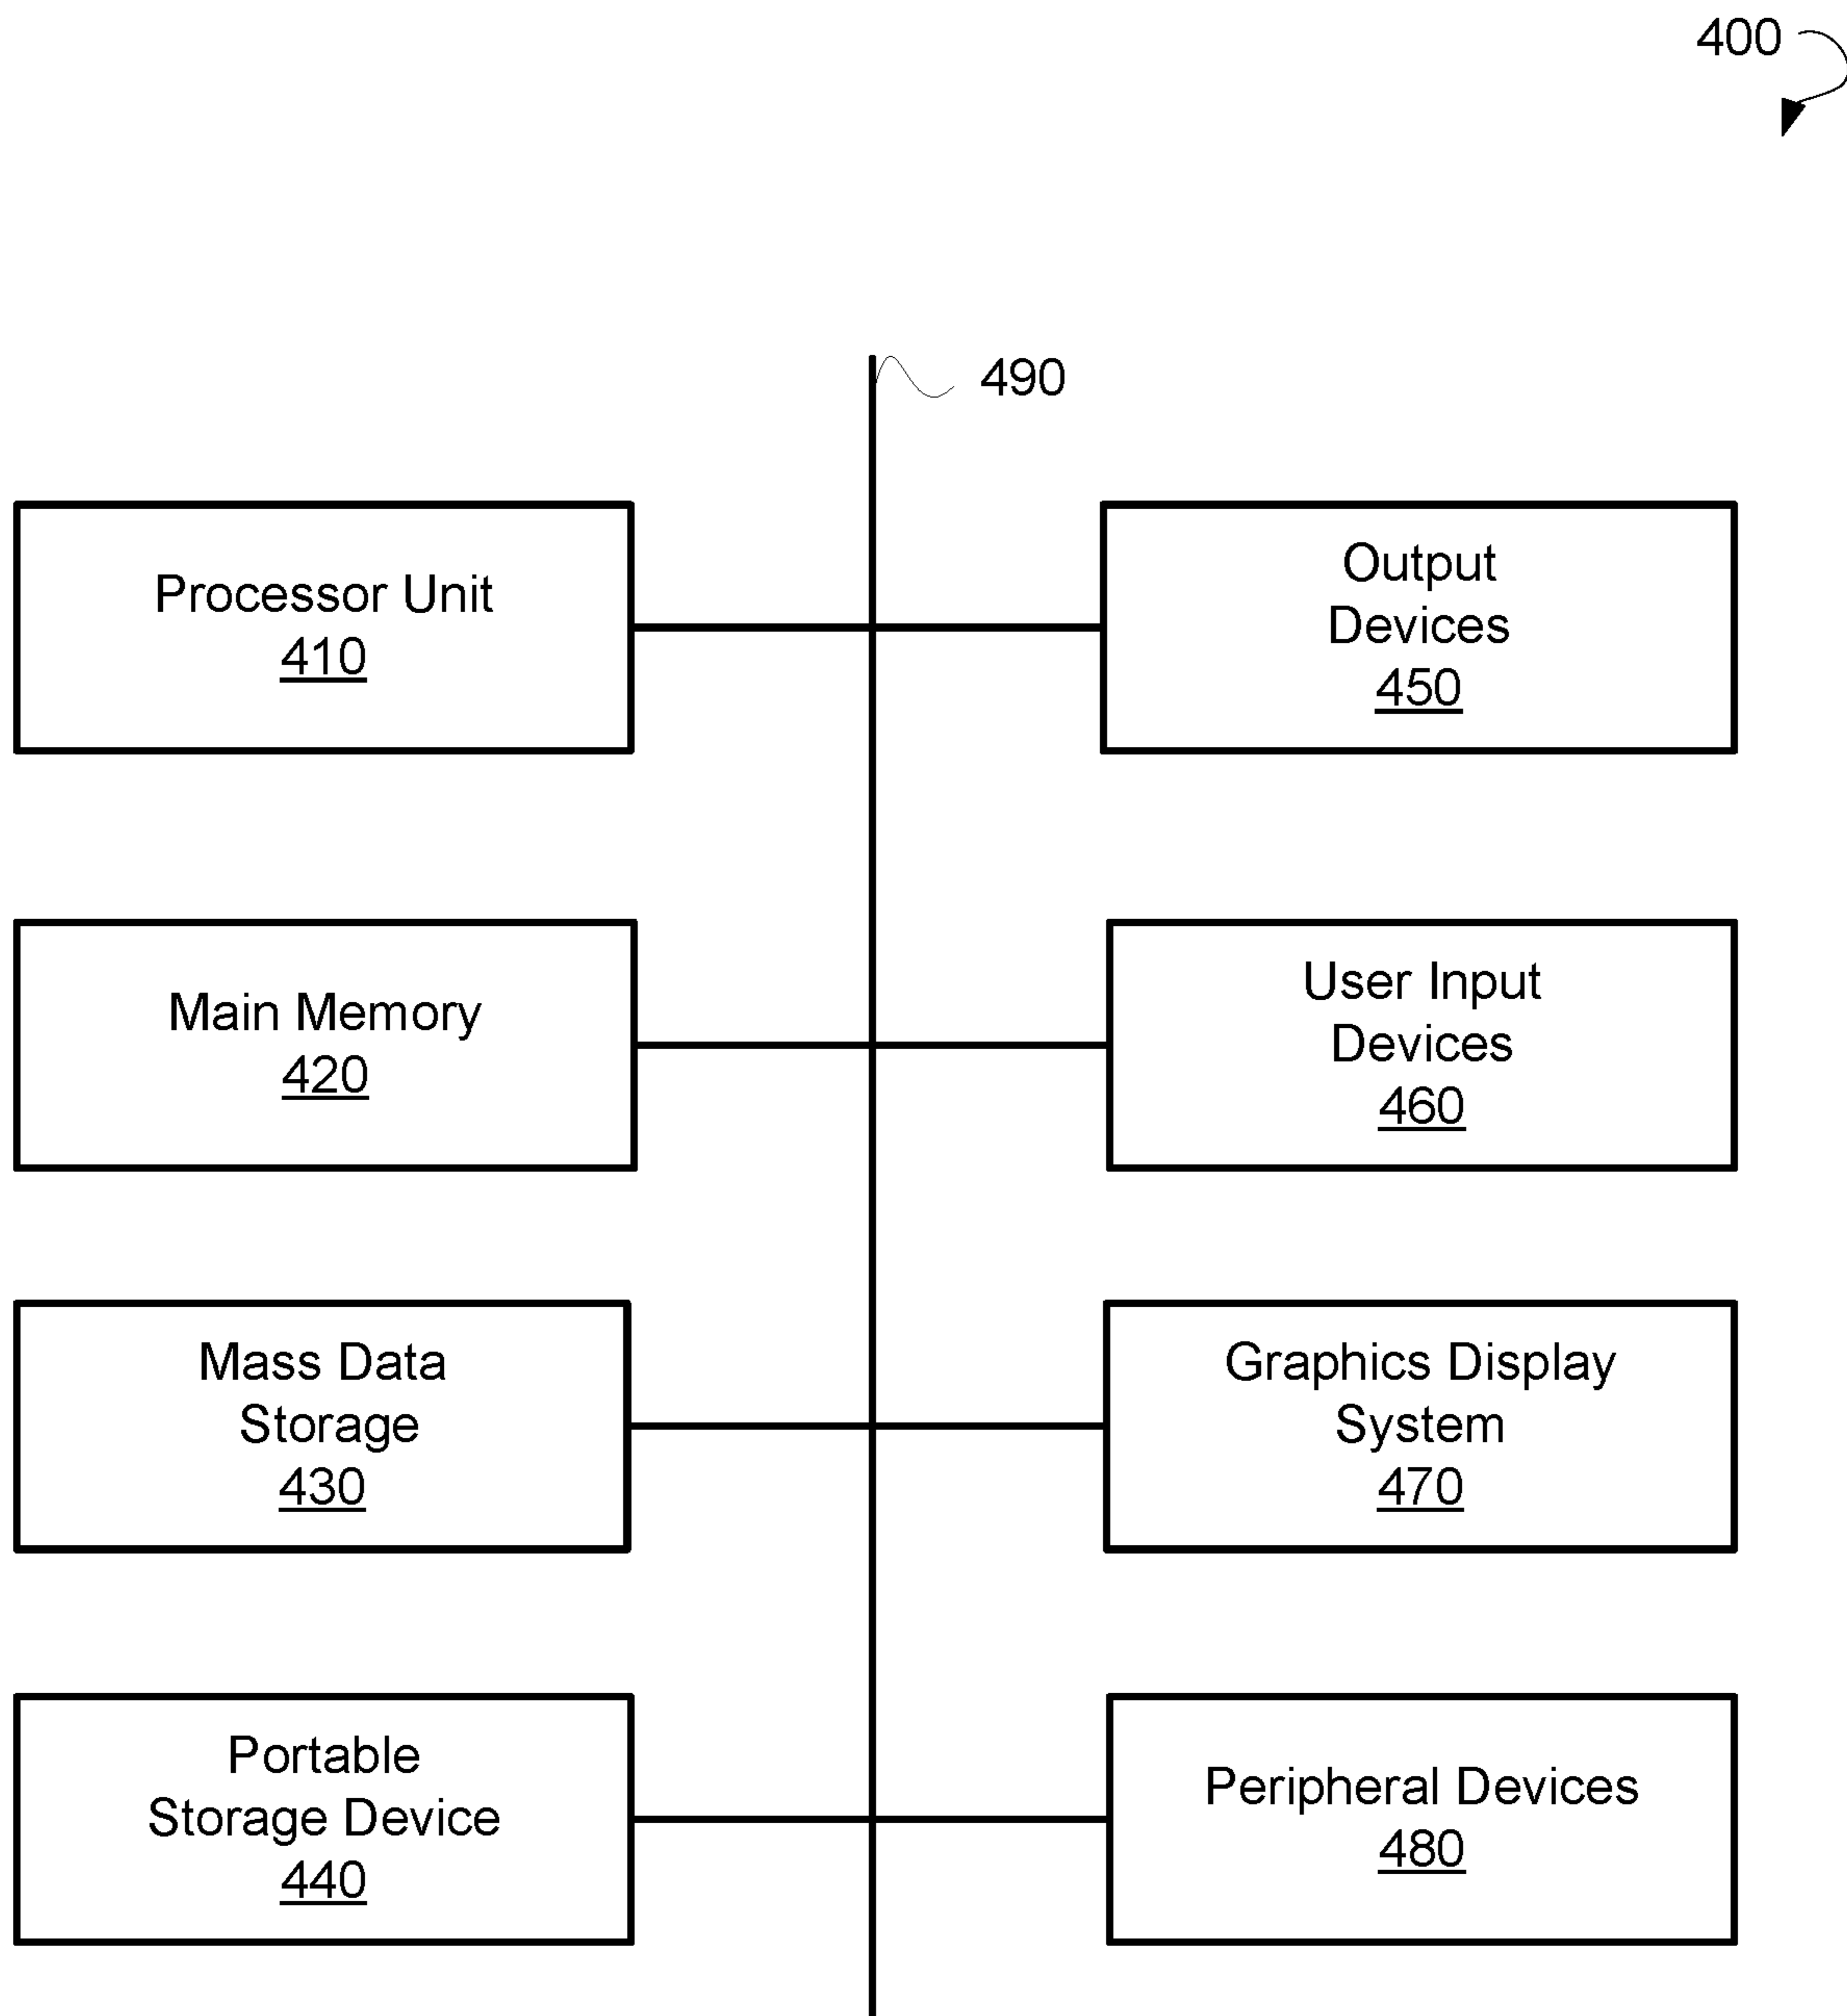 400
490
Processor Unit
410
Output
Devices
450
Main Memory
420
User Input
Devices
460
Mass Data
Storage
430
Graphics Display
System
470
Portable
Storage Device
440
Peripheral Devices
480